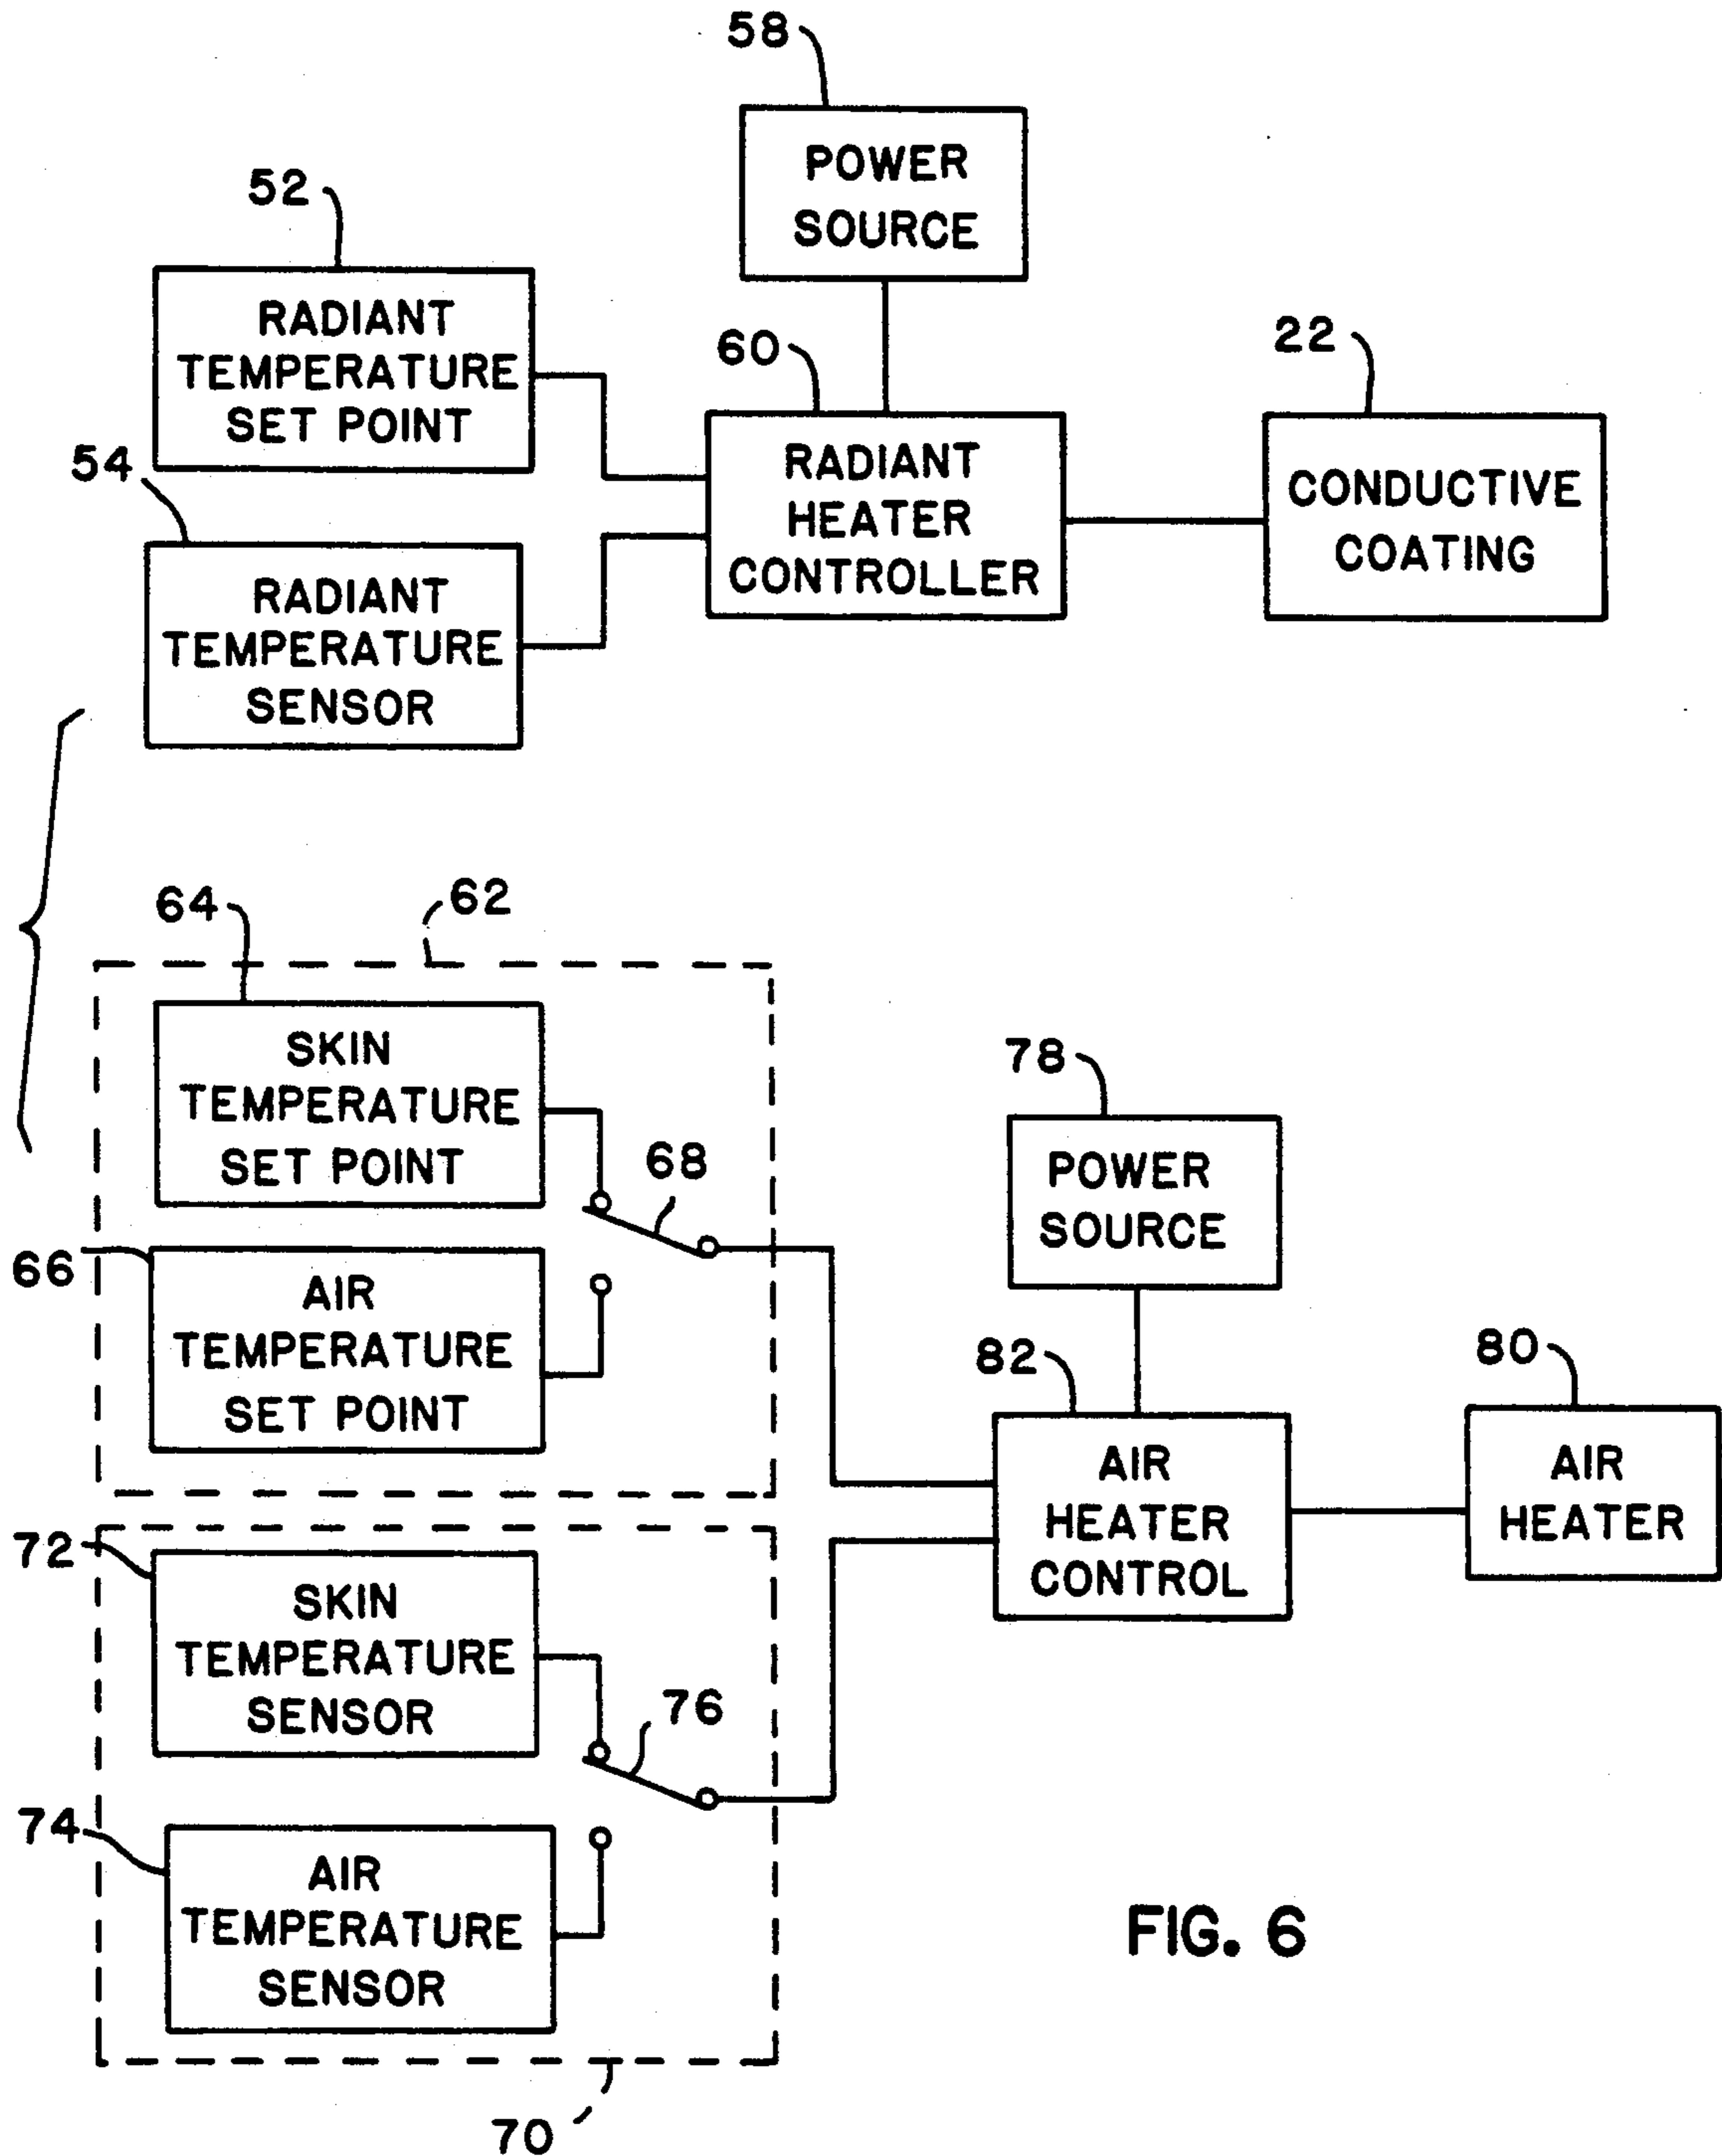 58
POWER
SOURCE
52
RADIANT
TEMPERATURE
SET POINT
60
RADIANT
HEATER
CONTROLLER
22
CONDUCTIVE
COATING
54
RADIANT
TEMPERATURE
SENSOR
62
64
SKIN
TEMPERATURE
SET POINT
68
66
AIR
TEMPERATURE
SET POINT
78
POWER
SOURCE
82
AIR
HEATER
CONTROL
80
AIR
HEATER
72
SKIN
TEMPERATURE
SENSOR
76
74
AIR
TEMPERATURE
SENSOR
70
FIG. 6